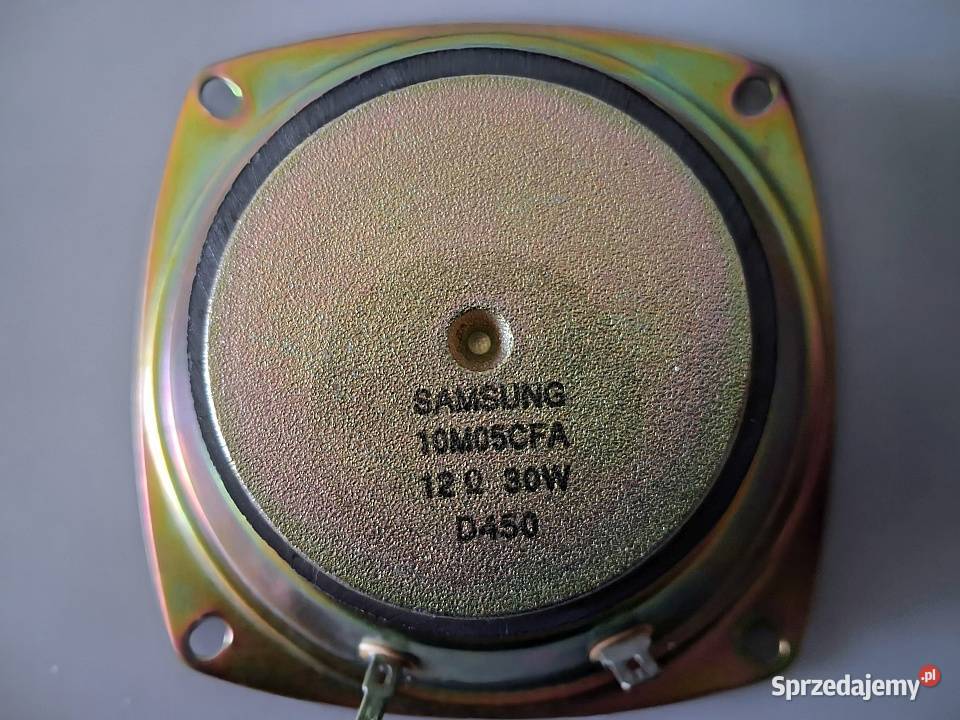 SAMSUNG
10M05CFA
12 Ω 30W
D450
Sprzedajemy.pl